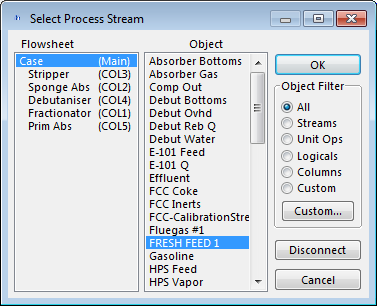 Select Process Stream
Flowsheet
Object
Case (Main)
Stripper (COL3)
Sponge Abs (COL2)
Debutaniser (COL4)
Fractionator (COL1)
Prim Abs (COL5)
Absorber Bottoms
Absorber Gas
Comp Out
Debut Bottoms
Debut Ovhd
Debut Reb Q
Debut Water
E-101 Feed
E-101 Q
Effluent
FCC Coke
FCC Inerts
FCC-CalibrationStre
Fluegas #1
FRESH FEED 1
Gasoline
HPS Feed
HPS Vapor
OK
Object Filter
All
Streams
Unit Ops
Logicals
Columns
Custom
Custom...
Disconnect
Cancel